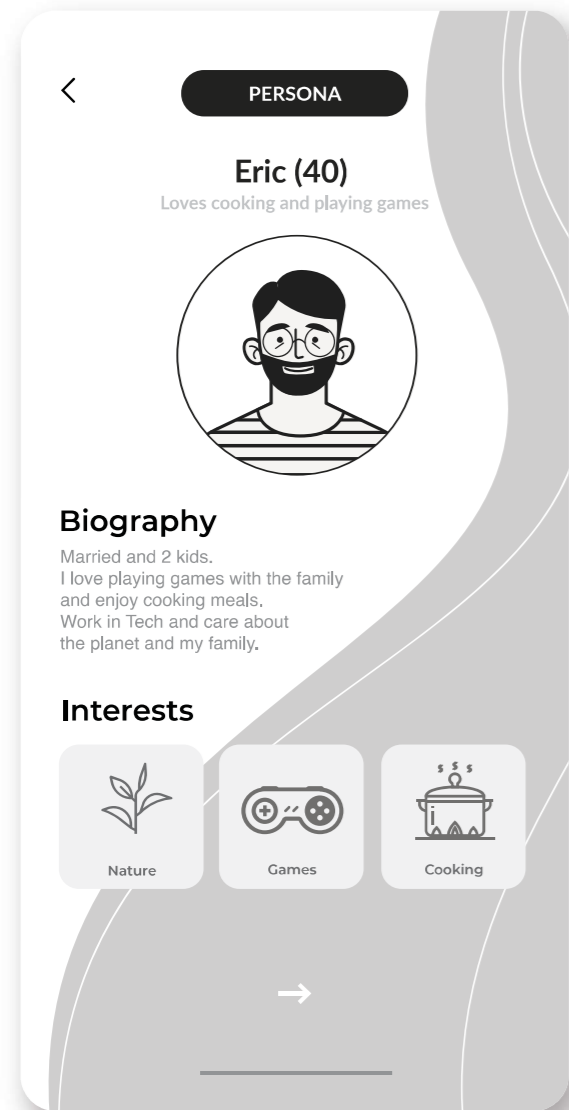 PERSONA
Eric (40)
Loves cooking and playing games
Biography
Married and 2 kids.
I love playing games with the family
and enjoy cooking meals.
Work in Tech and care about
the planet and my family.
Interests
Nature
Games
Cooking